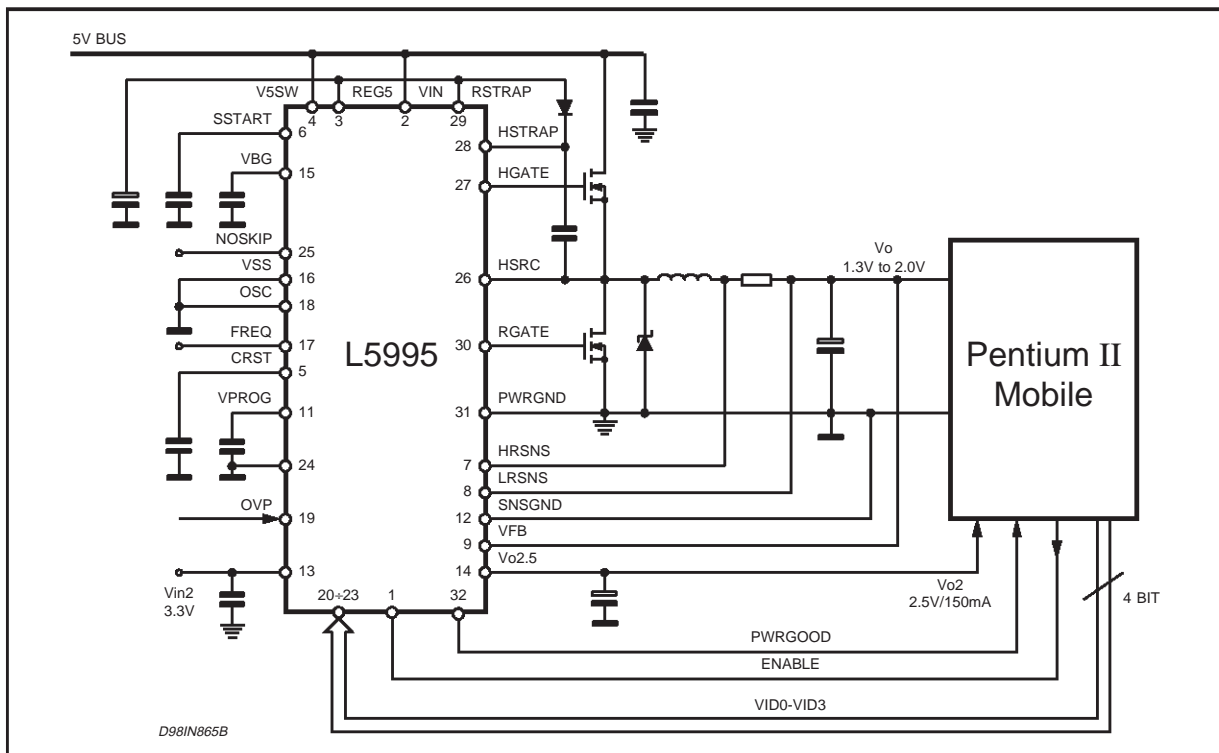 5V BUS
V5SW REG5 VIN RSTRAP
4 3 2 29
SSTART 6
VBG 15
NOSKIP 25
VSS 16
OSC 18
FREQ 17
CRST 5
VPROG 11
24
OVP 19
13
Vin2
3.3V
L5995
28 HSTRAP
27 HGATE
26 HSRC
30 RGATE
31 PWRGND
7 HRSNS
8 LRSNS
12 SNSGND
9 VFB
14 Vo2.5
20÷23 1 32
Vo
1.3V to 2.0V
Pentium II
Mobile
Vo2
2.5V/150mA
4 BIT
PWRGOOD
ENABLE
VID0-VID3
D98IN865B